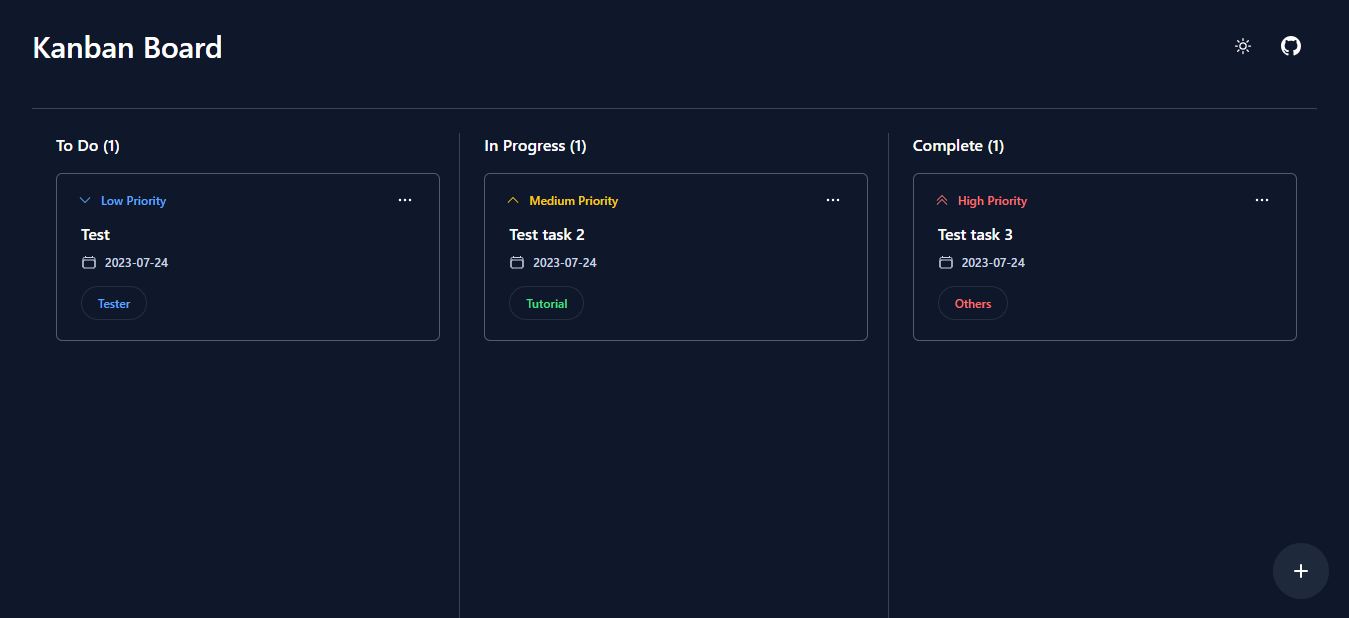 Kanban Board
To Do (1)
Low Priority
Test
2023-07-24
Tester
In Progress (1)
Medium Priority
Test task 2
2023-07-24
Tutorial
Complete (1)
High Priority
Test task 3
2023-07-24
Others